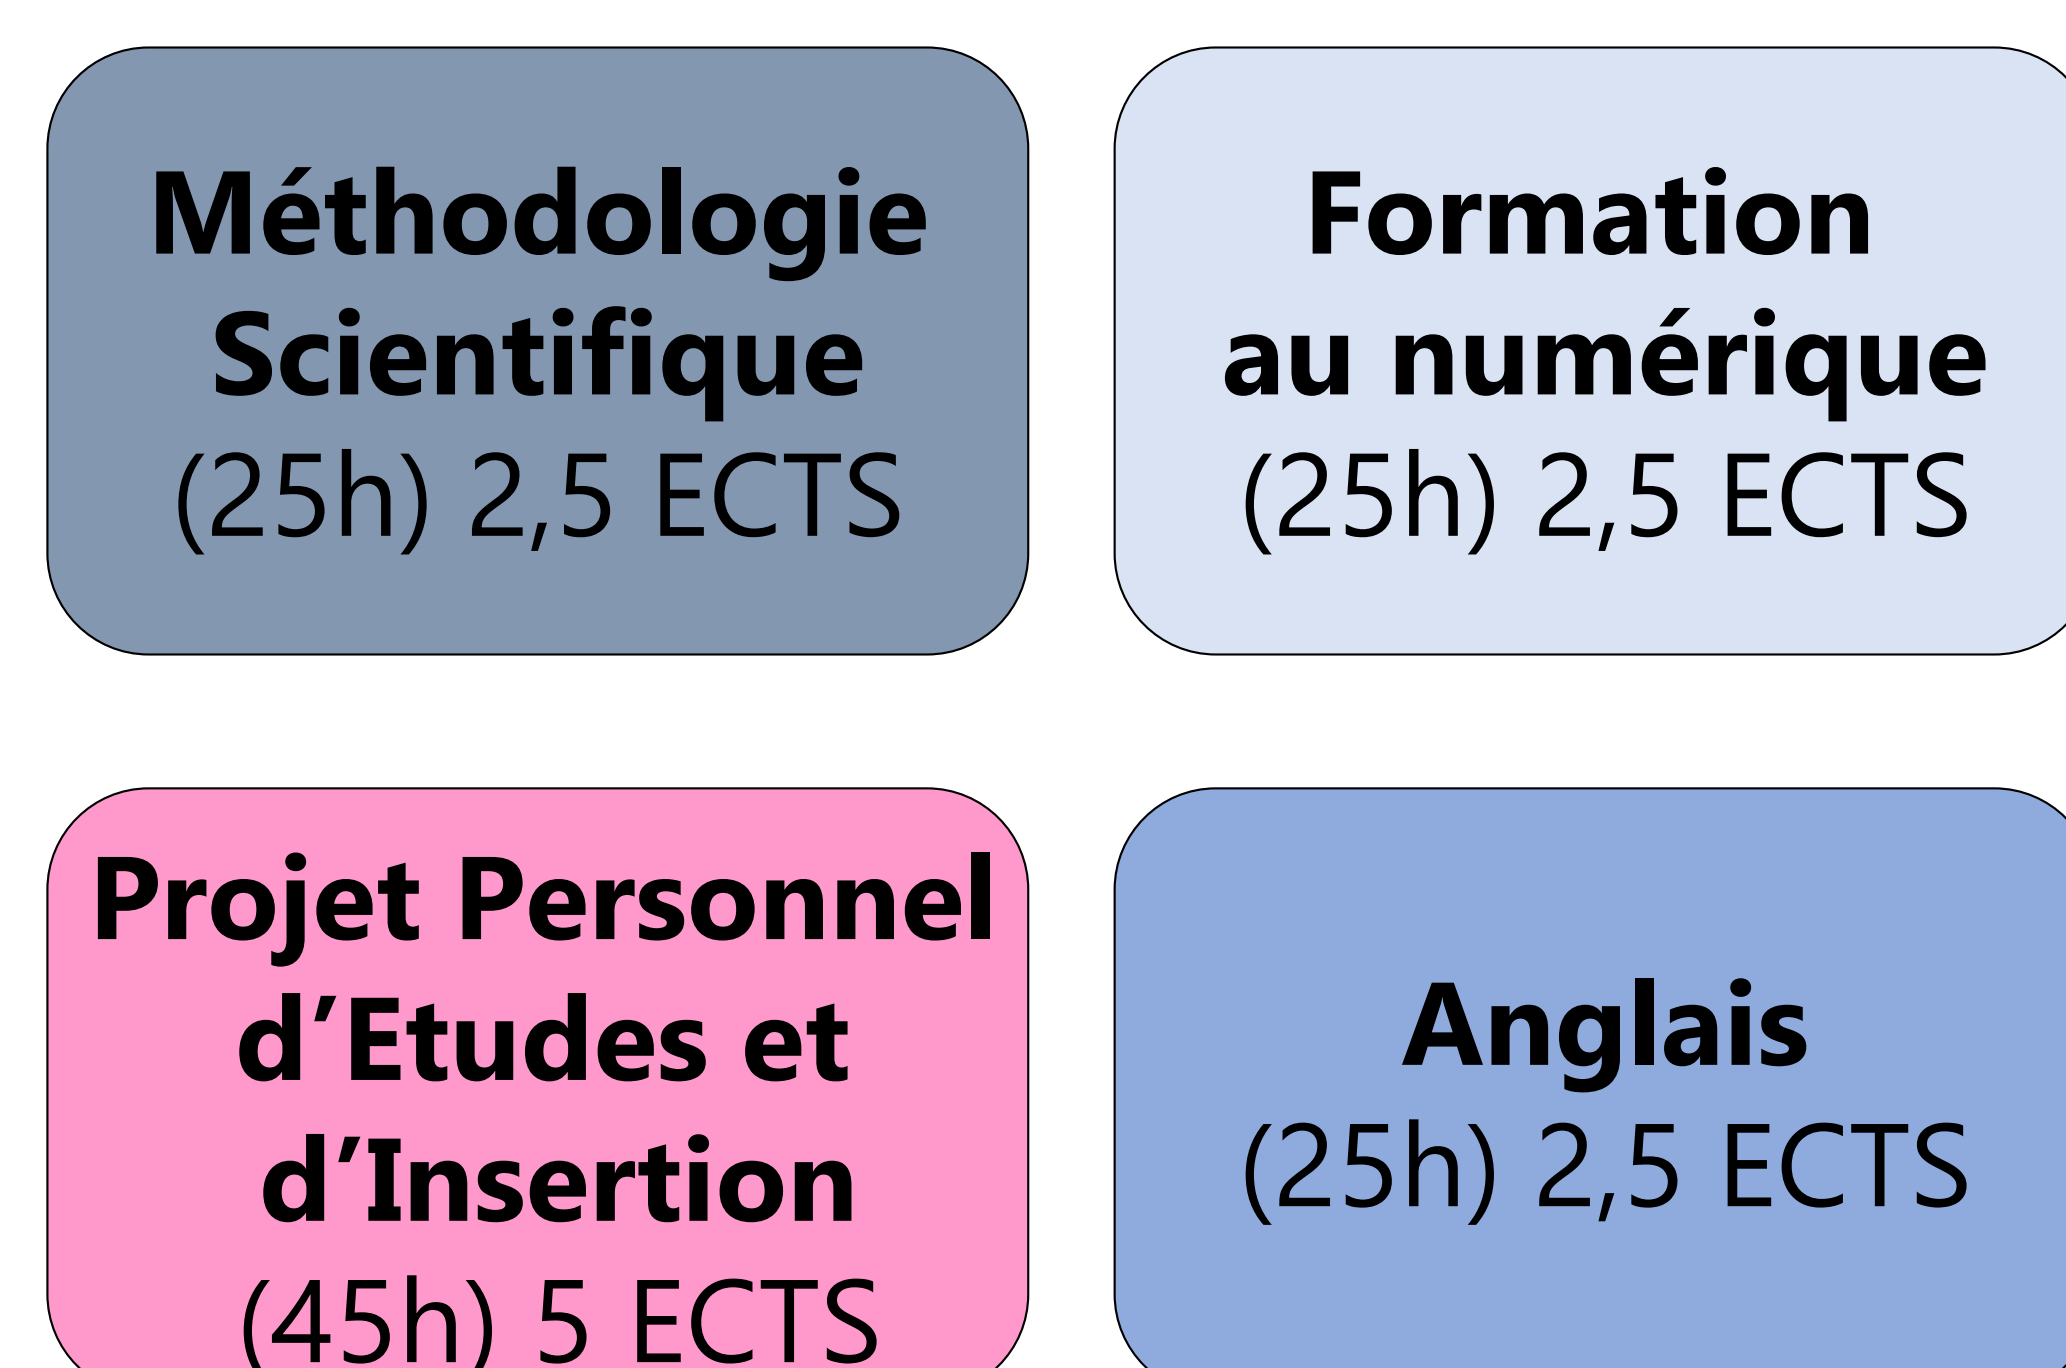 Méthodologie
Scientifique
(25h) 2,5 ECTS
Formation
au numérique
(25h) 2,5 ECTS
Projet Personnel
d’Etudes et
d’Insertion
(45h) 5 ECTS
Anglais
(25h) 2,5 ECTS